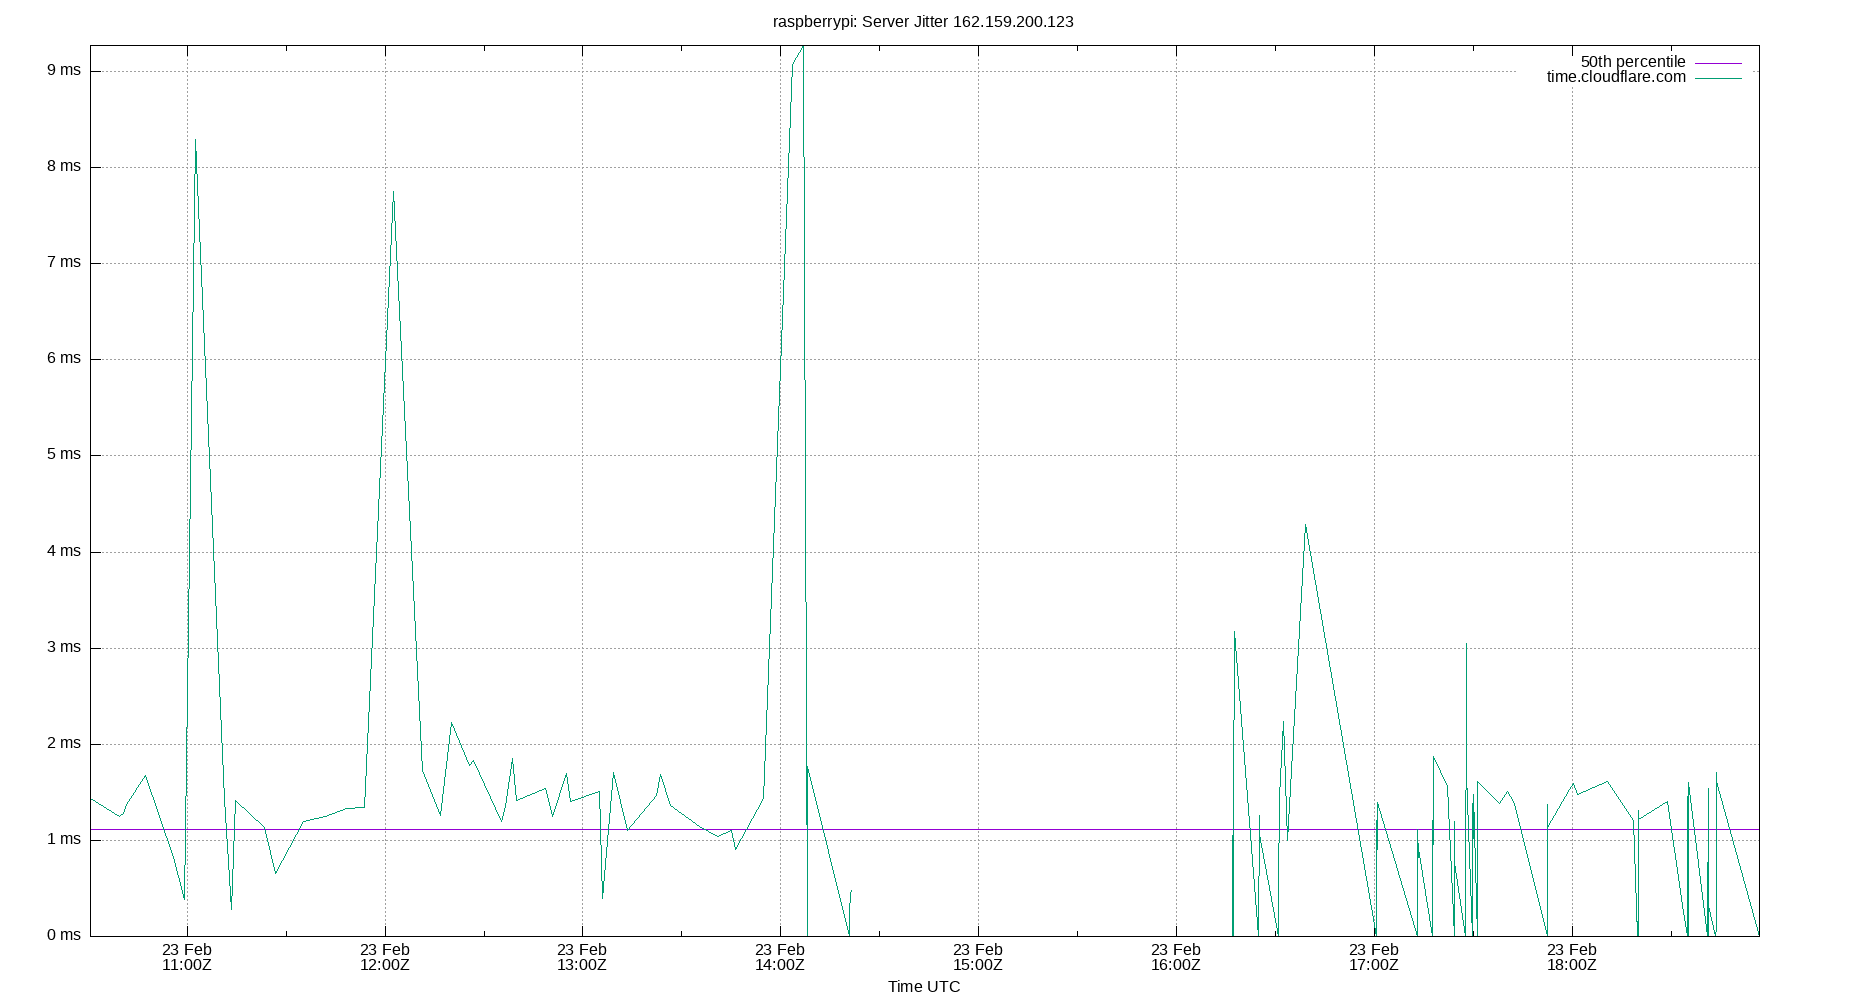 raspberrypi: Server Jitter 162.159.200.123
50th percentile
time.cloudflare.com
9 ms
8 ms
7 ms
6 ms
5 ms
4 ms
3 ms
2 ms
1 ms
0 ms
23 Feb 23 Feb 23 Feb 23 Feb 23 Feb 23 Feb 23 Feb 23 Feb
11:00Z 12:00Z 13:00Z 14:00Z 15:00Z 16:00Z 17:00Z 18:00Z
Time UTC